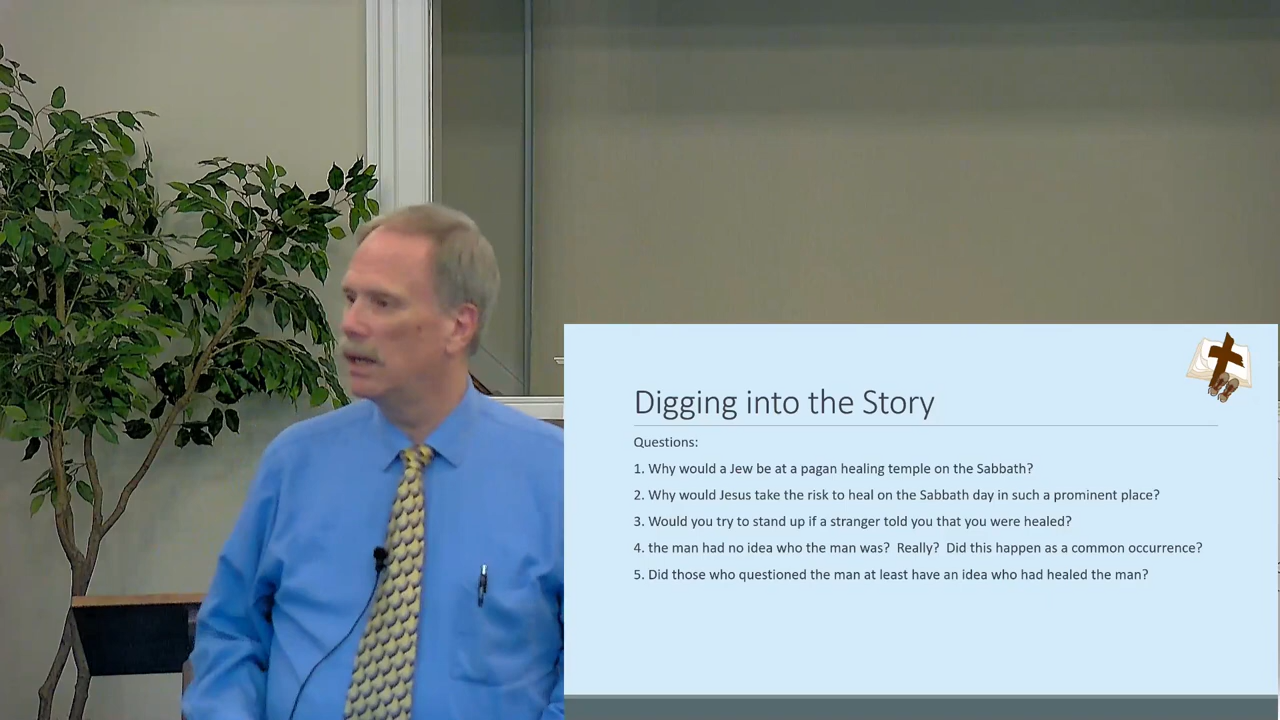 Digging into the Story
Questions:
1. Why would a Jew be at a pagan healing temple on the Sabbath?
2. Why would Jesus take the risk to heal on the Sabbath day in such a prominent place?
3. Would you try to stand up if a stranger told you that you were healed?
4. the man had no idea who the man was?  Really?  Did this happen as a common occurrence?
5. Did those who questioned the man at least have an idea who had healed the man?